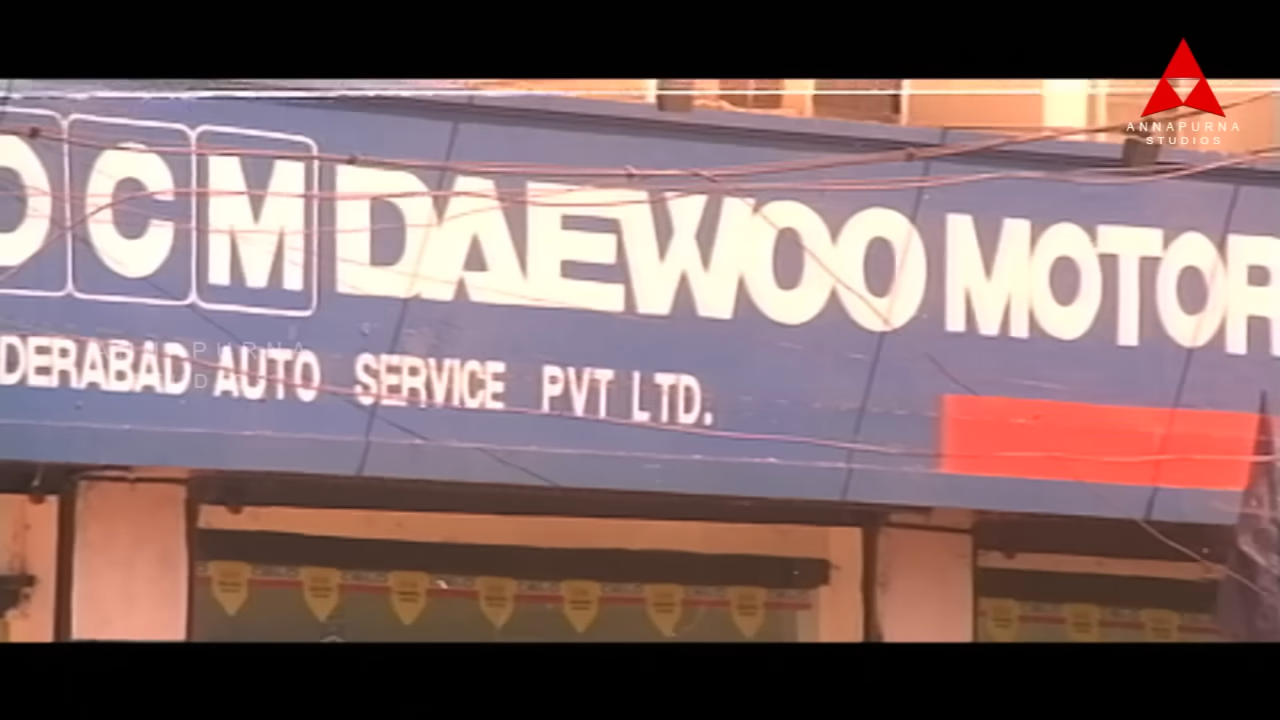 DCM DAEWOO MOTOR
DERABAD AUTO SERVICE PVT LTD.
ANNAPURNA
STUDIOS